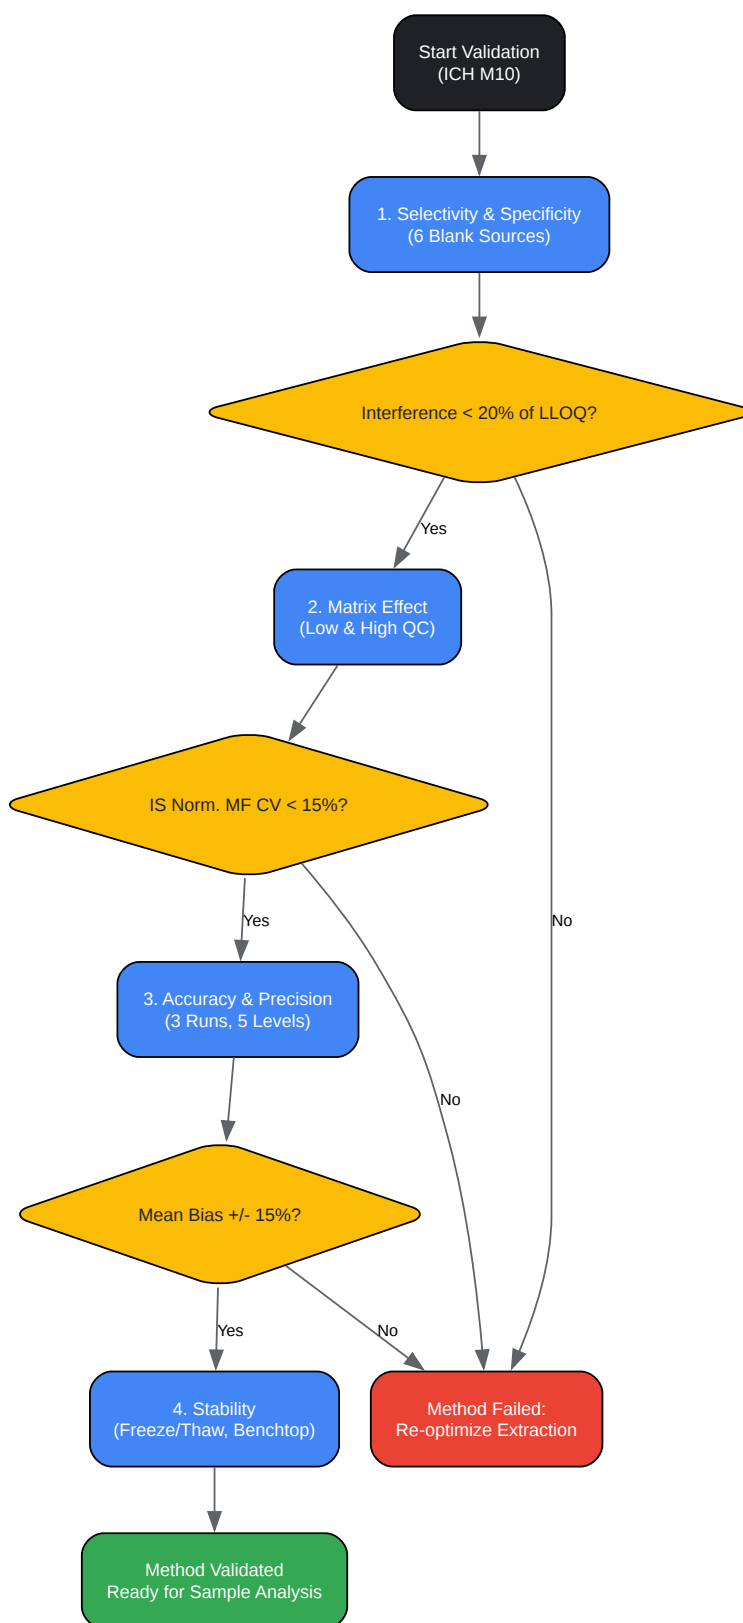 Start Validation
(ICH M10)
1. Selectivity & Specificity
(6 Blank Sources)
Interference < 20% of LLOQ?
Yes
2. Matrix Effect
(Low & High QC)
IS Norm. MF CV < 15%?
Yes
No
3. Accuracy & Precision
(3 Runs, 5 Levels)
No
Mean Bias +/- 15%?
Yes
No
4. Stability
(Freeze/Thaw, Benchtop)
Method Failed:
Re-optimize Extraction
Method Validated
Ready for Sample Analysis